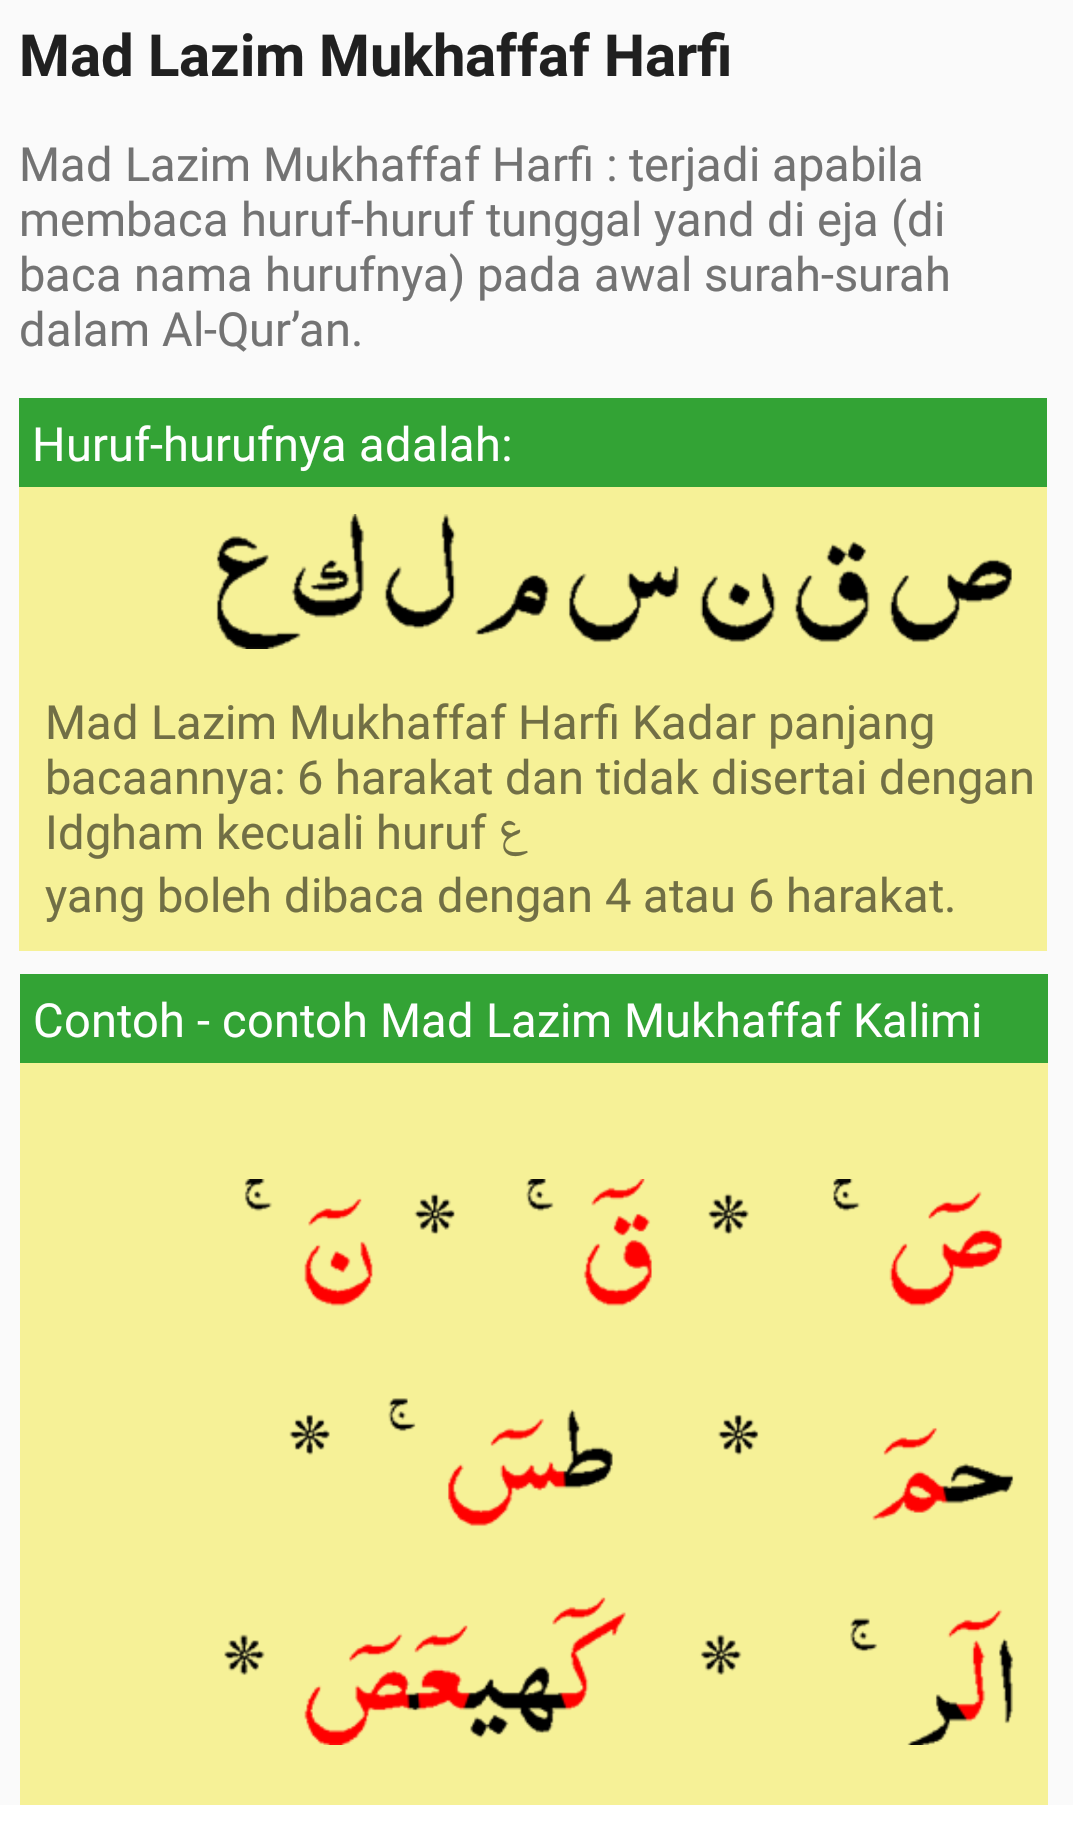 Mad Lazim Mukhaffaf Harfi
Mad Lazim Mukhaffaf Harfi : terjadi apabila
membaca huruf-huruf tunggal yand di eja (di
baca nama hurufnya) pada awal surah-surah
dalam Al-Qur’an.
Huruf-hurufnya adalah:
ص ق ن س م ل ك ع
Mad Lazim Mukhaffaf Harfi Kadar panjang
bacaannya: 6 harakat dan tidak disertai dengan
Idgham kecuali huruf ع
yang boleh dibaca dengan 4 atau 6 harakat.
Contoh - contoh Mad Lazim Mukhaffaf Kalimi
صٓ ۚ * قٓ ۚ * نٓ ۚ
حمٓ * طسٓ ۚ *
الٓر ۚ * كٓهيعٓصٓ *